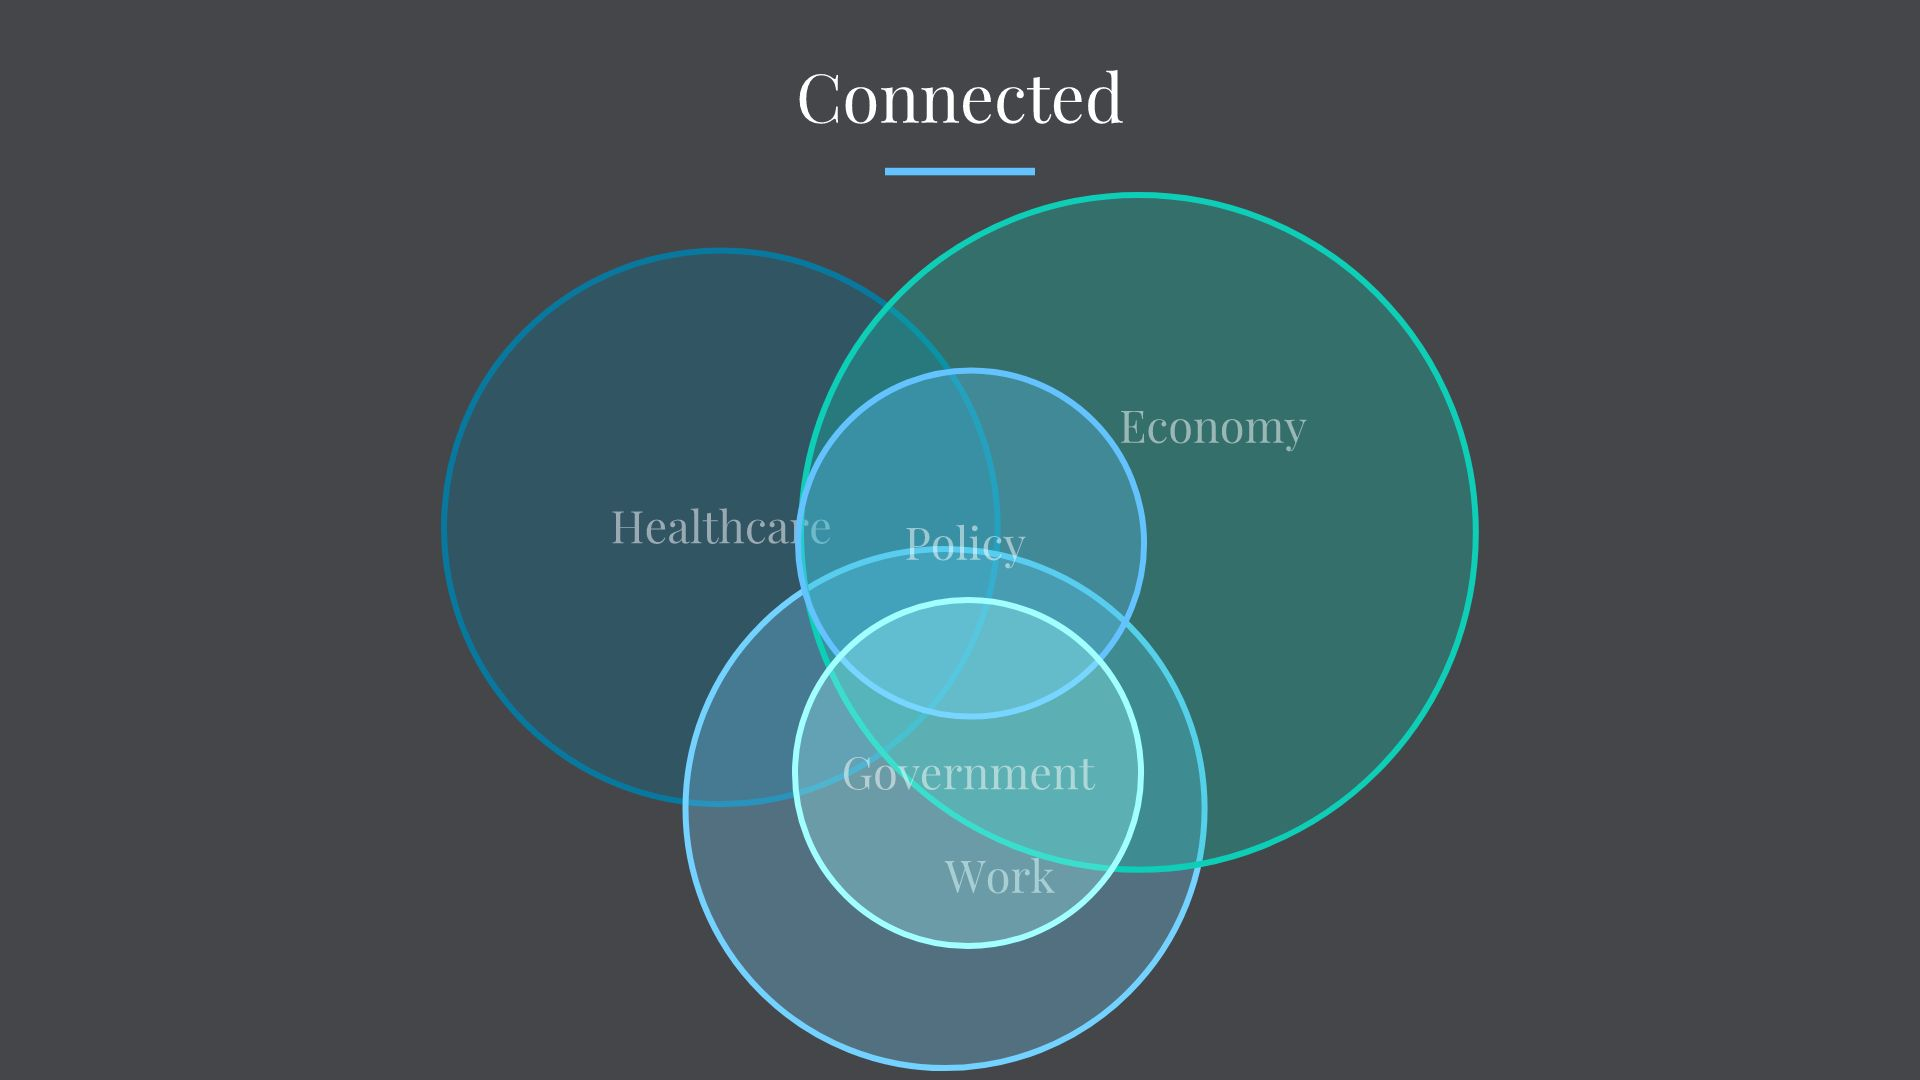 Connected
Economy
Healthcare
Policy
Government
Work